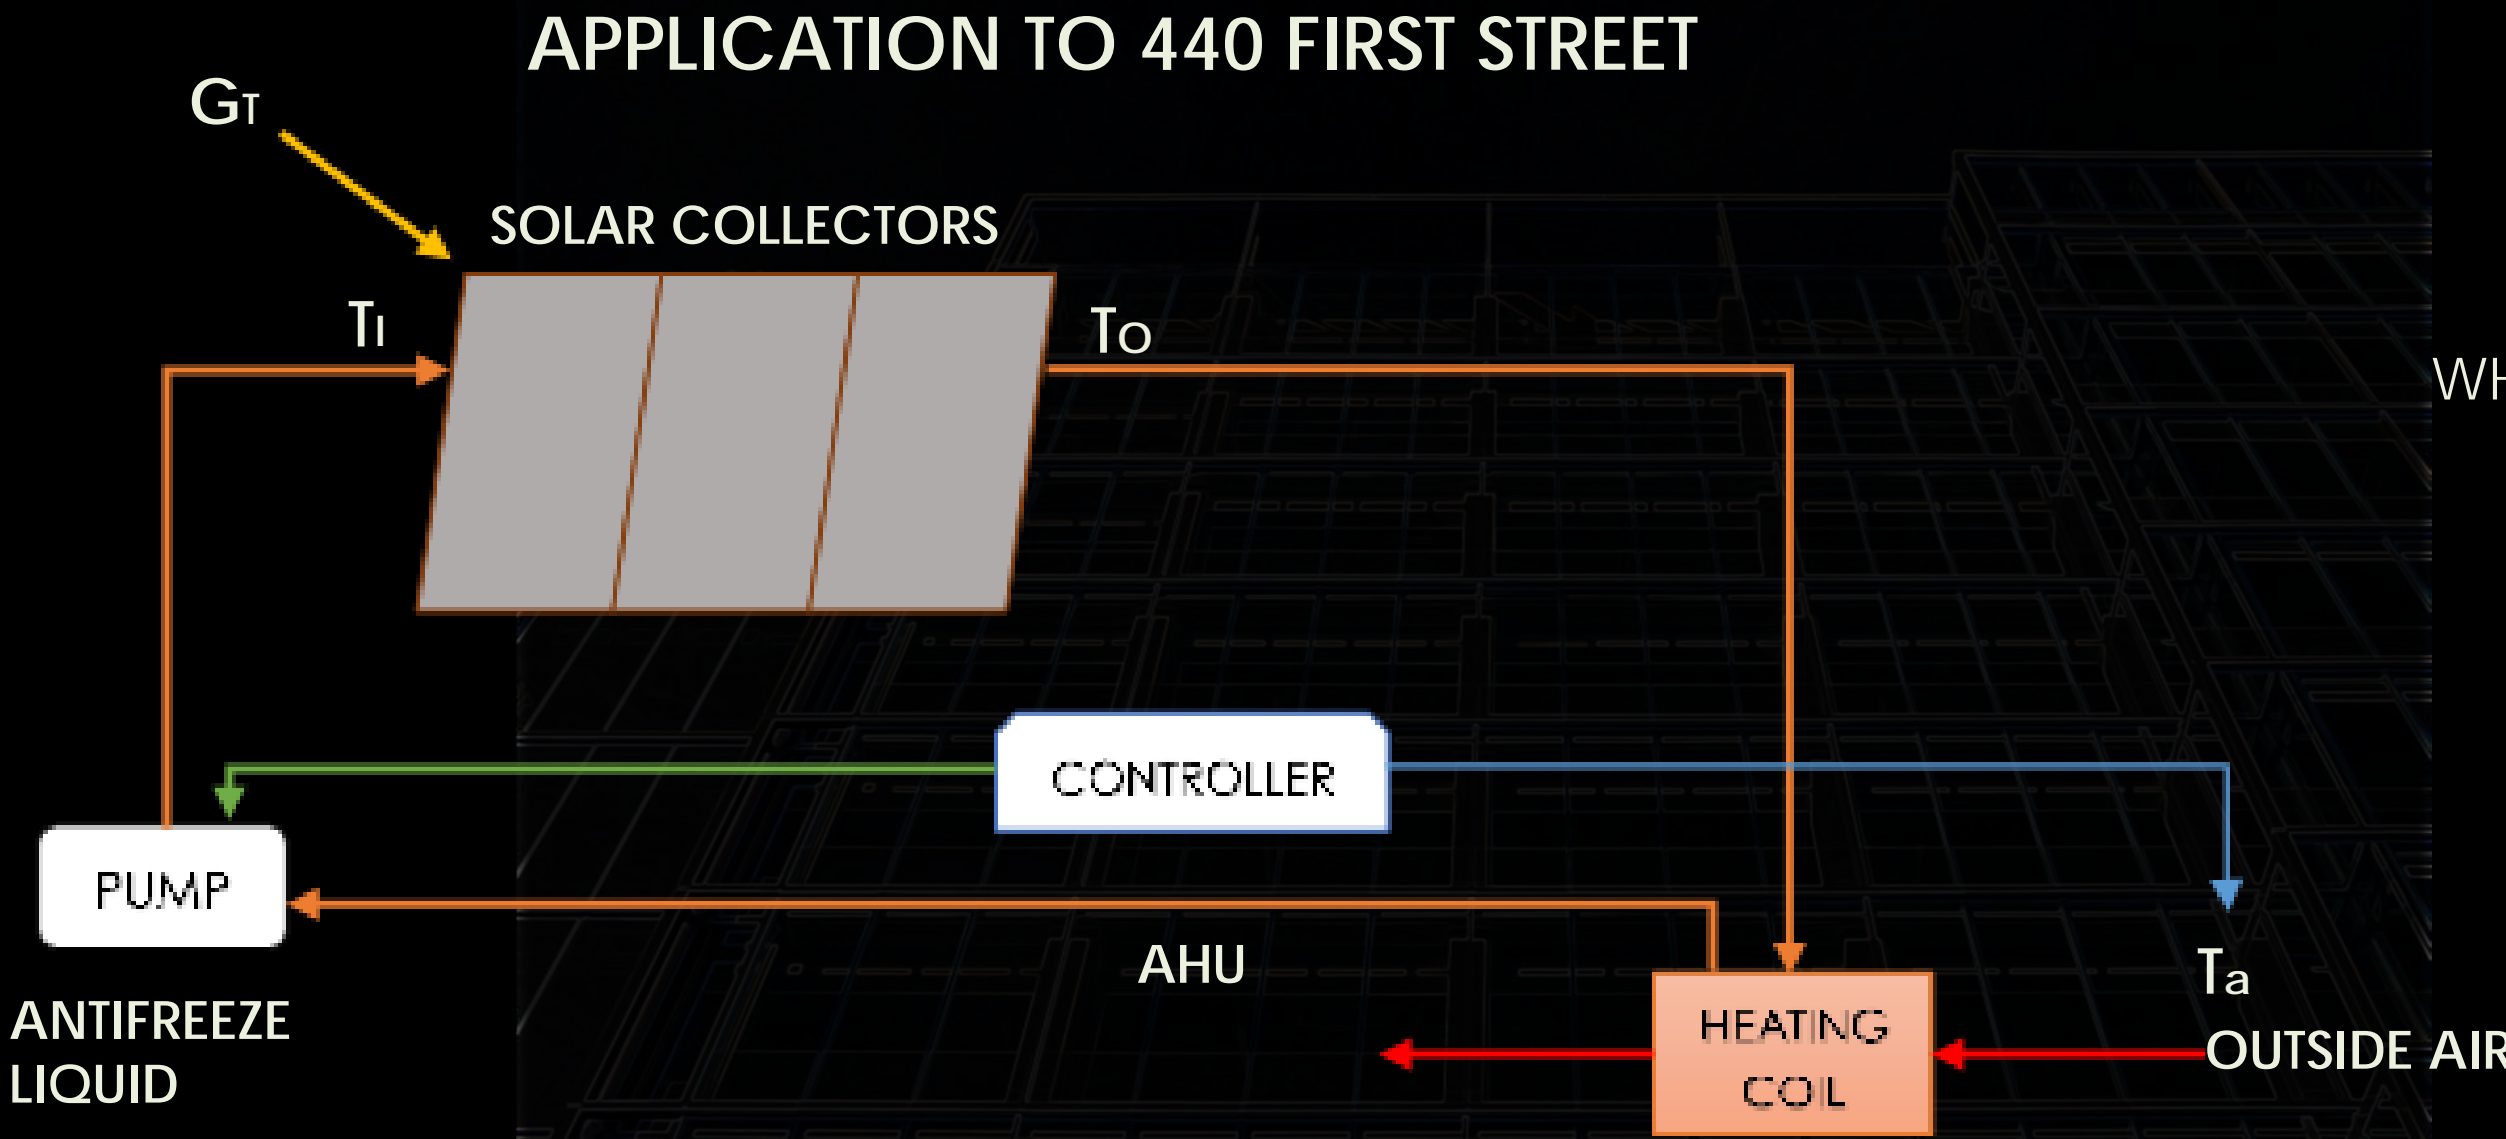 APPLICATION TO 440 FIRST STREET
GT
SOLAR COLLECTORS
TI
TO
WH
CONTROLLER
PUMP
AHU
Ta
ANTIFREEZE
LIQUID
HEATING
COIL
OUTSIDE AIR